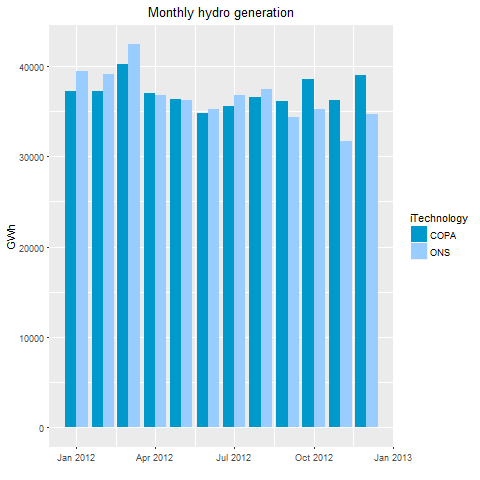 Monthly hydro generation
GWh
40000
30000
20000
10000
0
Jan 2012 Apr 2012 Jul 2012 Oct 2012 Jan 2013
iTechnology
COPA
ONS